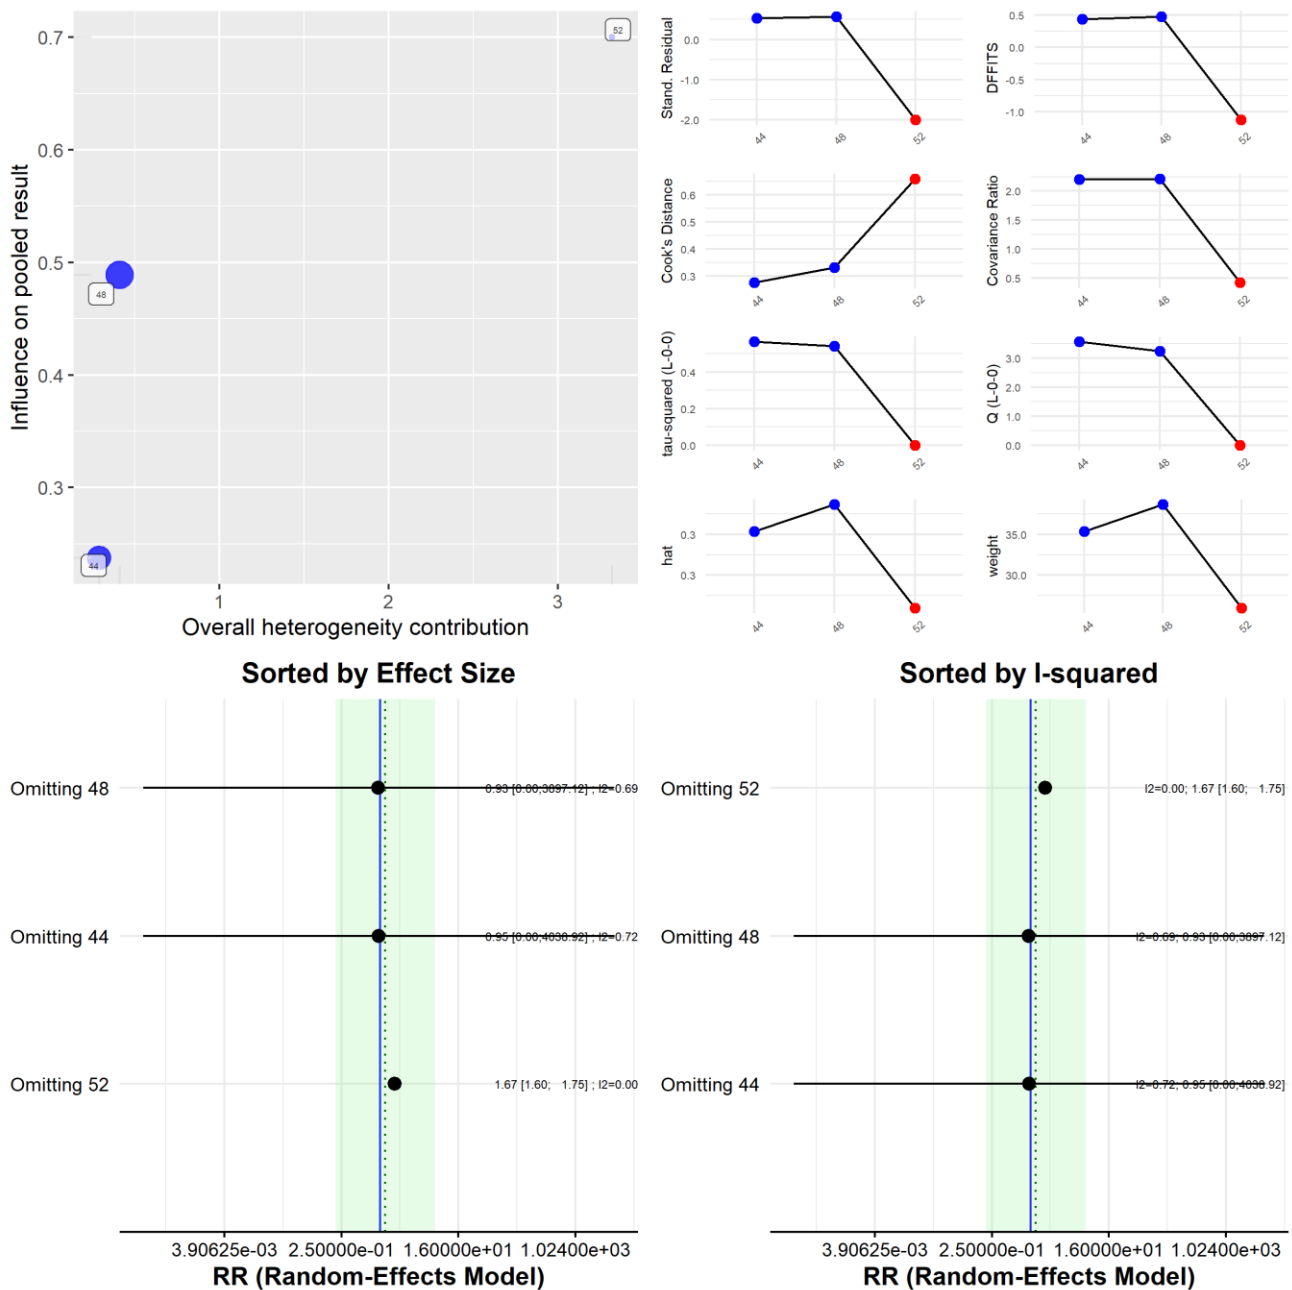 0.7
0.6
0.5
0.4
0.3
52
48
44
1
2
3
Influence on pooled result
Overall heterogeneity contribution
Stand. Residual
0.0
-1.0
-2.0
44
48
52
DFFITS
0.5
0.0
-0.5
-1.0
44
48
52
Cook's Distance
0.6
0.5
0.4
0.3
44
48
52
Covariance Ratio
2.0
1.5
1.0
0.5
44
48
52
tau-squared (L-0-0)
0.4
0.2
0.0
44
48
52
Q (L-0-0)
3.0
2.0
1.0
0.0
44
48
52
hat
0.3
0.3
44
48
52
weight
35.0
30.0
44
48
52
Sorted by Effect Size
Omitting 48
0.93 [0.00;3897.12] ; I2=0.69
Omitting 44
0.95 [0.00;4038.92] ; I2=0.72
Omitting 52
1.67 [1.60; 1.75] ; I2=0.00
3.90625e-03 2.50000e-01 1.60000e+01 1.02400e+03
RR (Random-Effects Model)
Sorted by I-squared
Omitting 52
I2=0.00; 1.67 [1.60; 1.75]
Omitting 48
I2=0.69; 0.93 [0.00;3897.12]
Omitting 44
I2=0.72; 0.95 [0.00;4038.92]
3.90625e-03 2.50000e-01 1.60000e+01 1.02400e+03
RR (Random-Effects Model)